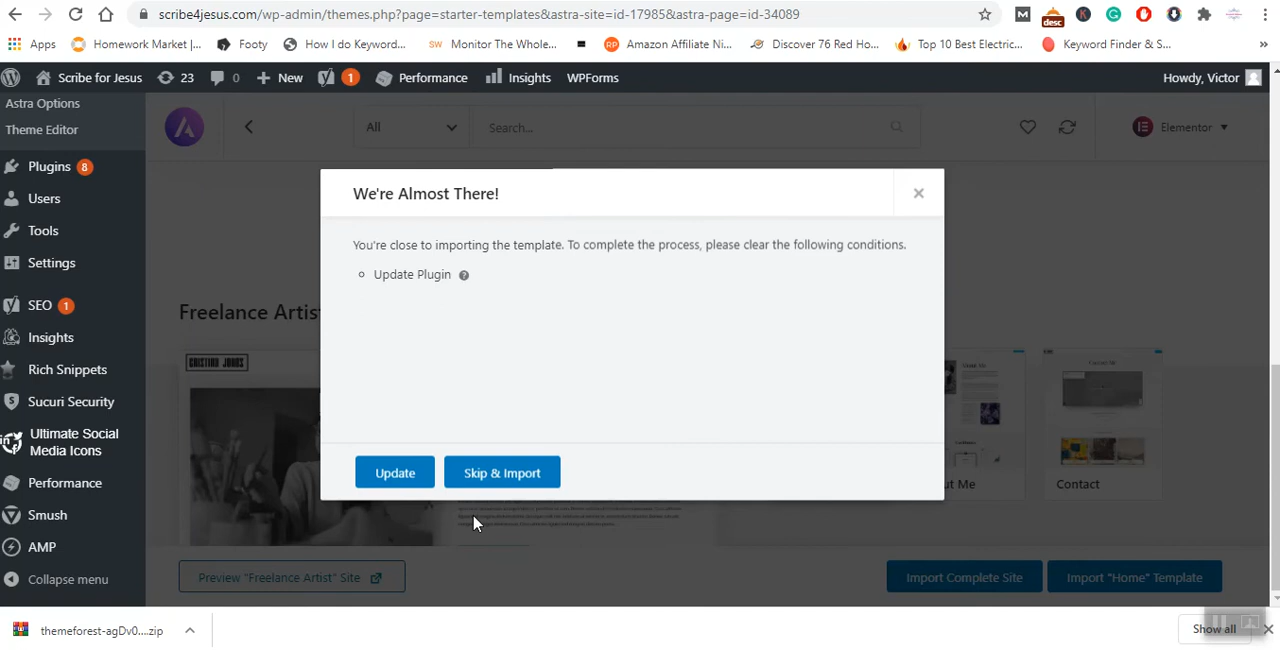 scribe4jesus.com/wp-admin/themes.php?page=starter-templates&astra-site=id-17985&astra-page=id-34089
Apps
Homework Market |...
Footy
How I do Keyword...
SW Monitor The Whole...
RP Amazon Affiliate Ni...
Discover 76 Red Ho...
Top 10 Best Electric...
Keyword Finder & S...
»
Scribe for Jesus
23
0
New
1
Performance
Insights
WPForms
Howdy, Victor
Astra Options
Theme Editor
Plugins 8
Users
Tools
Settings
SEO 1
Insights
Rich Snippets
Sucuri Security
Ultimate Social
Media Icons
Performance
Smush
AMP
Collapse menu
All
Search...
Elementor
We're Almost There!
You're close to importing the template. To complete the process, please clear the following conditions.
Update Plugin
Update
Skip & Import
Freelance Artis
CRISTINA JONES
Contact Me
ut Me
Contact
Preview "Freelance Artist" Site
Import Complete Site
Import "Home" Template
themeforest-agDv0....zip
Show all